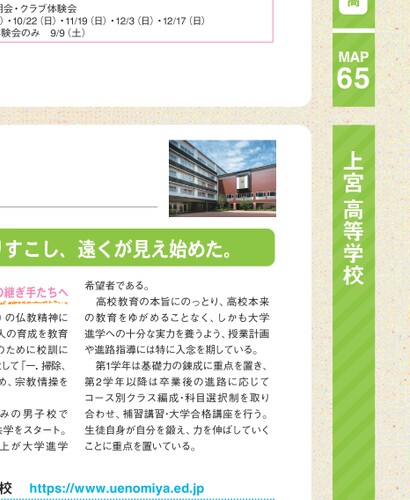 明会・クラブ体験会
・10/22（日）・11/19（日）・12/3（日）・12/17（日）
験会のみ 9/9（土）
高
MAP
65
上宮 高等学校
りすこし、遠くが見え始めた。
の継ぎ手たちへ
の仏教精神に
人の育成を教育
のために校訓に
として「一.掃除、
め、宗教情操を
みの男子校で
共学をスタート。
上が大学進学
希望者である。
高校教育の本旨にのっとり、高校本来
の教育をゆがめることなく、しかも大学
進学への十分な実力を養うよう、授業計画
や進路指導には特に入念を期している。
第1学年は基礎力の錬成に重点を置き、
第2学年以降は卒業後の進路に応じて
コース別クラス編成・科目選択制を取り
合わせ、補習講習・大学合格講座を行う。
生徒自身が自分を鍛え、力を伸ばしていく
ことに重点を置いている。
校 https://www.uenomiya.ed.jp